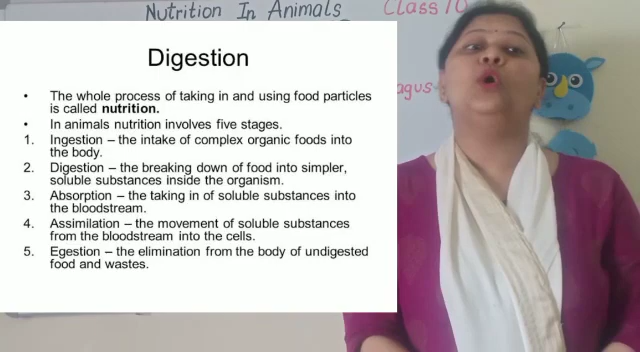 Nutrition In Animals Class 10
agus
Digestion
• The whole process of taking in and using food particles
is called nutrition.
• In animals nutrition involves five stages.
1. Ingestion – the intake of complex organic foods into
the body.
2. Digestion – the breaking down of food into simpler,
soluble substances inside the organism.
3. Absorption – the taking in of soluble substances into
the bloodstream.
4. Assimilation – the movement of soluble substances
from the bloodstream into the cells.
5. Egestion – the elimination from the body of undigested
food and wastes.